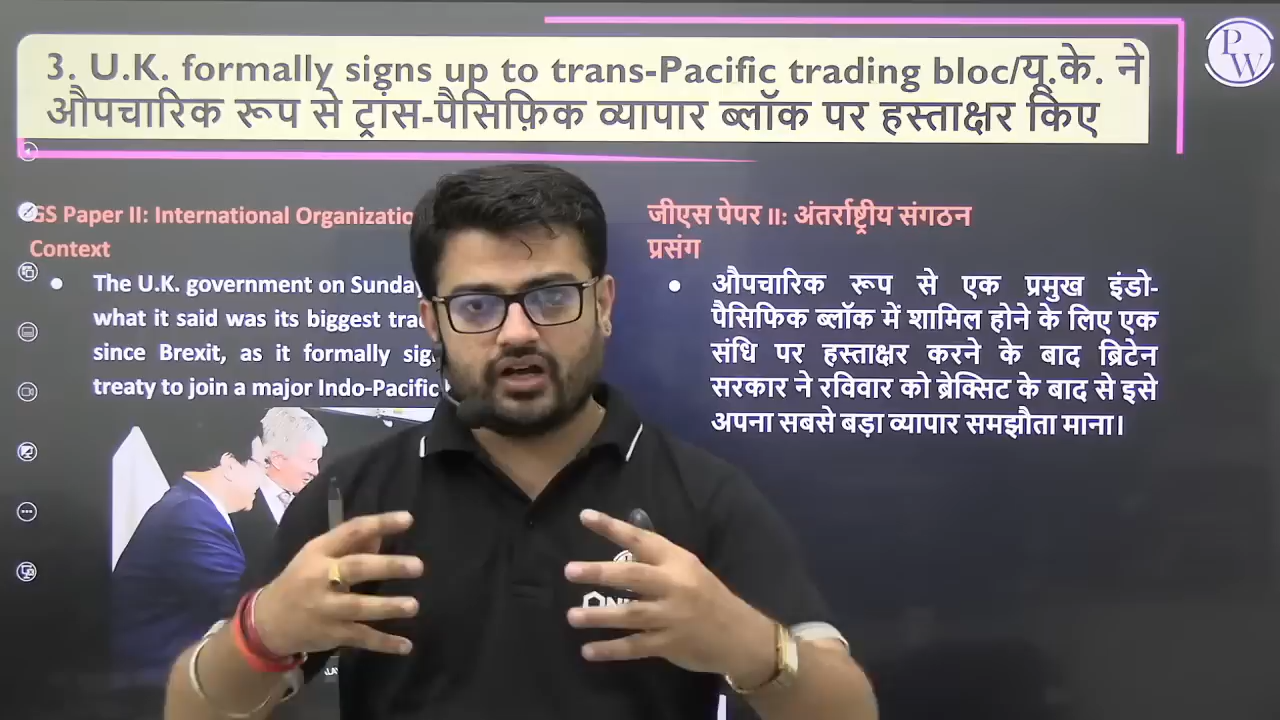 3. U.K. formally signs up to trans-Pacific trading bloc/यू.के. ने
औपचारिक रूप से ट्रांस-पैसिफ़िक व्यापार ब्लॉक पर हस्ताक्षर किए
PW
GS Paper II: International Organizatio
Context
The U.K. government on Sunday
what it said was its biggest trad
since Brexit, as it formally sig
treaty to join a major Indo-Pacific
जीएस पेपर II: अंतर्राष्ट्रीय संगठन
प्रसंग
औपचारिक रूप से एक प्रमुख इंडो-
पैसिफिक ब्लॉक में शामिल होने के लिए एक
संधि पर हस्ताक्षर करने के बाद ब्रिटेन
सरकार ने रविवार को ब्रेक्सिट के बाद से इसे
अपना सबसे बड़ा व्यापार समझौता माना।